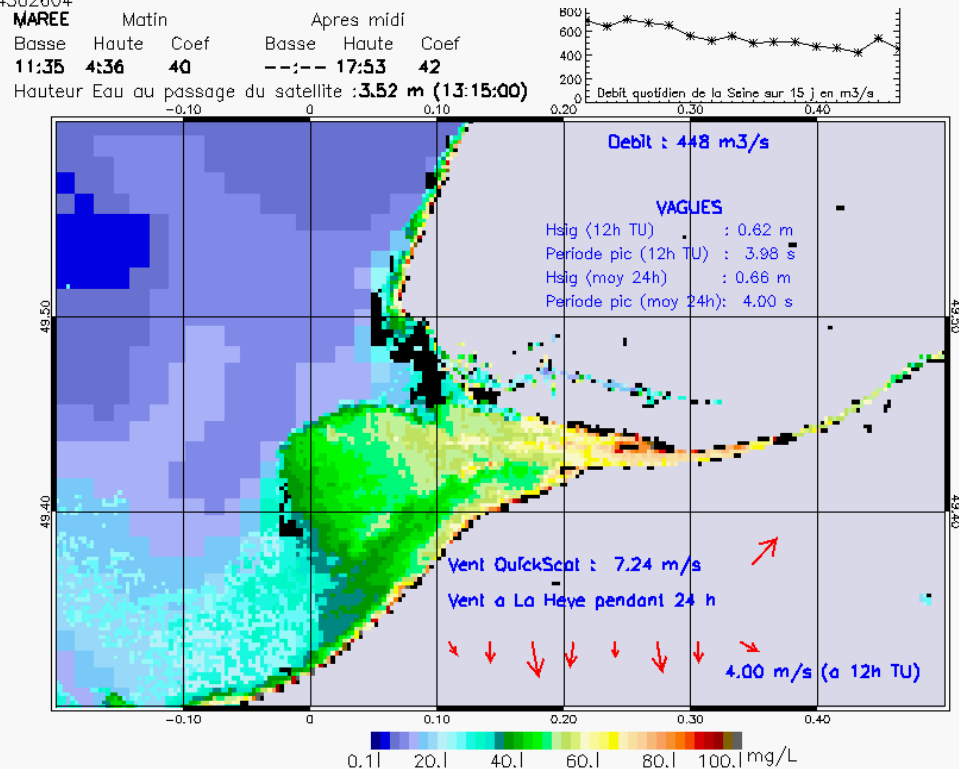 MAREE Matin Apres midi
Basse Haute Coef Basse Haute Coef
11:35 4:36 40 --:-- 17:53 42
Hauteur Eau au passage du satellite :3.52 m (13:15:00)
800
600
400
200
0
Debit quotidien de la Seine sur 15 j en m3/s
-0.10 0 0.10 0.20 0.30 0.40
Debit : 448 m3/s
VAGUES
Hsig (12h TU) : 0.62 m
Periode pic (12h TU) : 3.98 s
Hsig (moy 24h) : 0.66 m
Periode pic (moy 24h): 4.00 s
49.50 49.50
49.40 49.40
Vent QuickScat : 7.24 m/s
Vent a La Heve pendant 24 h
4.00 m/s (a 12h TU)
-0.10 0 0.10 0.20 0.30 0.40
0.1| 20.| 40.| 60.| 80.| 100.| mg/L